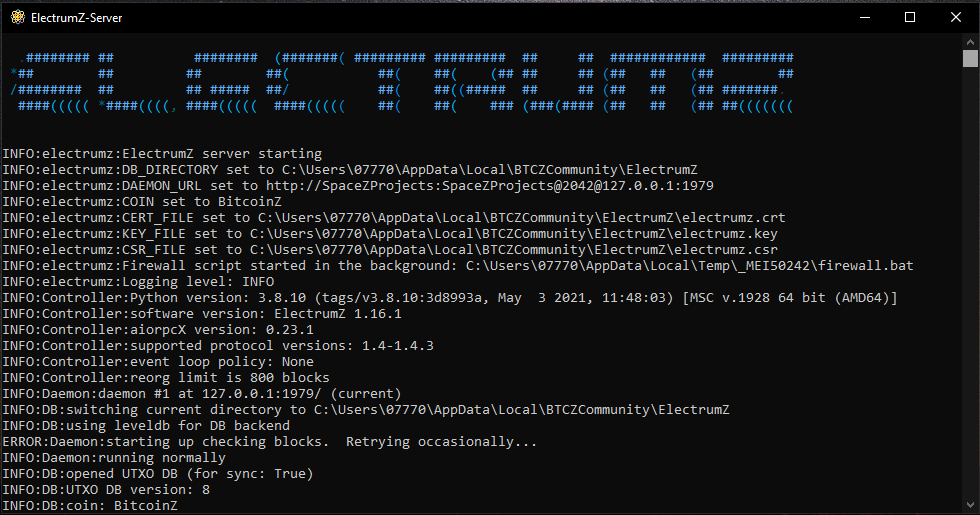 ElectrumZ-Server
ELECTRUMZ
INFO:electrumz:ElectrumZ server starting
INFO:electrumz:DB_DIRECTORY set to C:\Users\07770\AppData\Local\BTCZCommunity\ElectrumZ
INFO:electrumz:DAEMON_URL set to http://SpaceZProjects:SpaceZProjects@2042@127.0.0.1:1979
INFO:electrumz:COIN set to BitcoinZ
INFO:electrumz:CERT_FILE set to C:\Users\07770\AppData\Local\BTCZCommunity\ElectrumZ\electrumz.crt
INFO:electrumz:KEY_FILE set to C:\Users\07770\AppData\Local\BTCZCommunity\ElectrumZ\electrumz.key
INFO:electrumz:CSR_FILE set to C:\Users\07770\AppData\Local\BTCZCommunity\ElectrumZ\electrumz.csr
INFO:electrumz:Firewall script started in the background: C:\Users\07770\AppData\Local\Temp\_MEI50242\firewall.bat
INFO:electrumz:Logging level: INFO
INFO:Controller:Python version: 3.8.10 (tags/v3.8.10:3d8993a, May  3 2021, 11:48:03) [MSC v.1928 64 bit (AMD64)]
INFO:Controller:software version: ElectrumZ 1.16.1
INFO:Controller:aiorpcX version: 0.23.1
INFO:Controller:supported protocol versions: 1.4-1.4.3
INFO:Controller:event loop policy: None
INFO:Controller:reorg limit is 800 blocks
INFO:Daemon:daemon #1 at 127.0.0.1:1979/ (current)
INFO:DB:switching current directory to C:\Users\07770\AppData\Local\BTCZCommunity\ElectrumZ
INFO:DB:using leveldb for DB backend
ERROR:Daemon:starting up checking blocks.  Retrying occasionally...
INFO:Daemon:running normally
INFO:DB:opened UTXO DB (for sync: True)
INFO:DB:UTXO DB version: 8
INFO:DB:coin: BitcoinZ